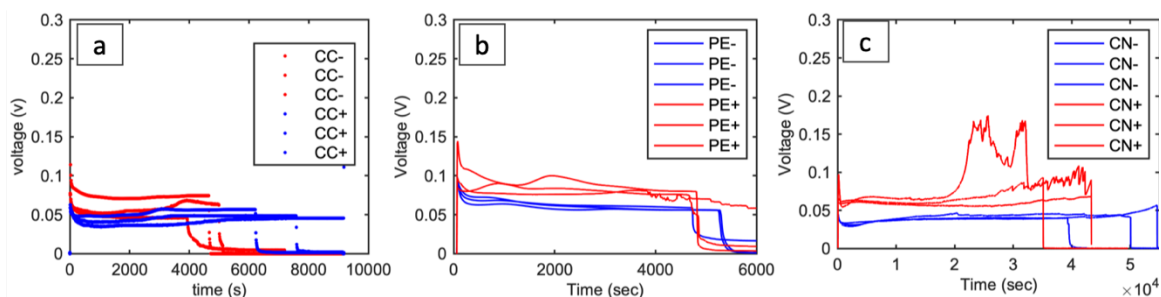 a
0.3
0.25
0.2
0.15
0.1
0.05
0
voltage (v)
CC-
CC-
CC-
CC+
CC+
CC+
0 2000 4000 6000 8000 10000
time (s)
b
0.3
0.25
0.2
0.15
0.1
0.05
0
Voltage (V)
PE-
PE-
PE-
PE+
PE+
PE+
0 2000 4000 6000
Time (sec)
c
0.3
0.25
0.2
0.15
0.1
0.05
0
Voltage (V)
CN-
CN-
CN-
CN+
CN+
CN+
0 1 2 3 4 5
Time (sec)
× 10⁴